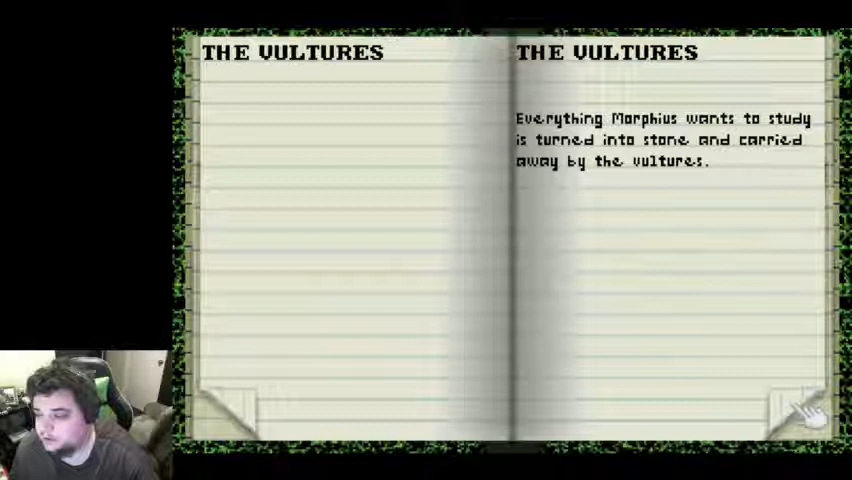 THE VULTURES
THE VULTURES
Everything Morphius wants to study
is turned into stone and carried
away by the vultures.